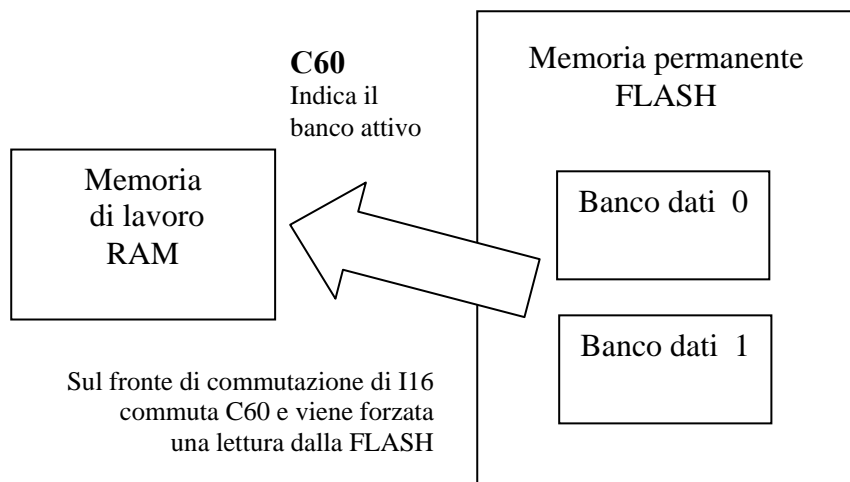 C60
Indica il
banco attivo
Memoria permanente
FLASH
Memoria
di lavoro
RAM
Banco dati 0
Banco dati 1
Sul fronte di commutazione di I16
commuta C60 e viene forzata
una lettura dalla FLASH